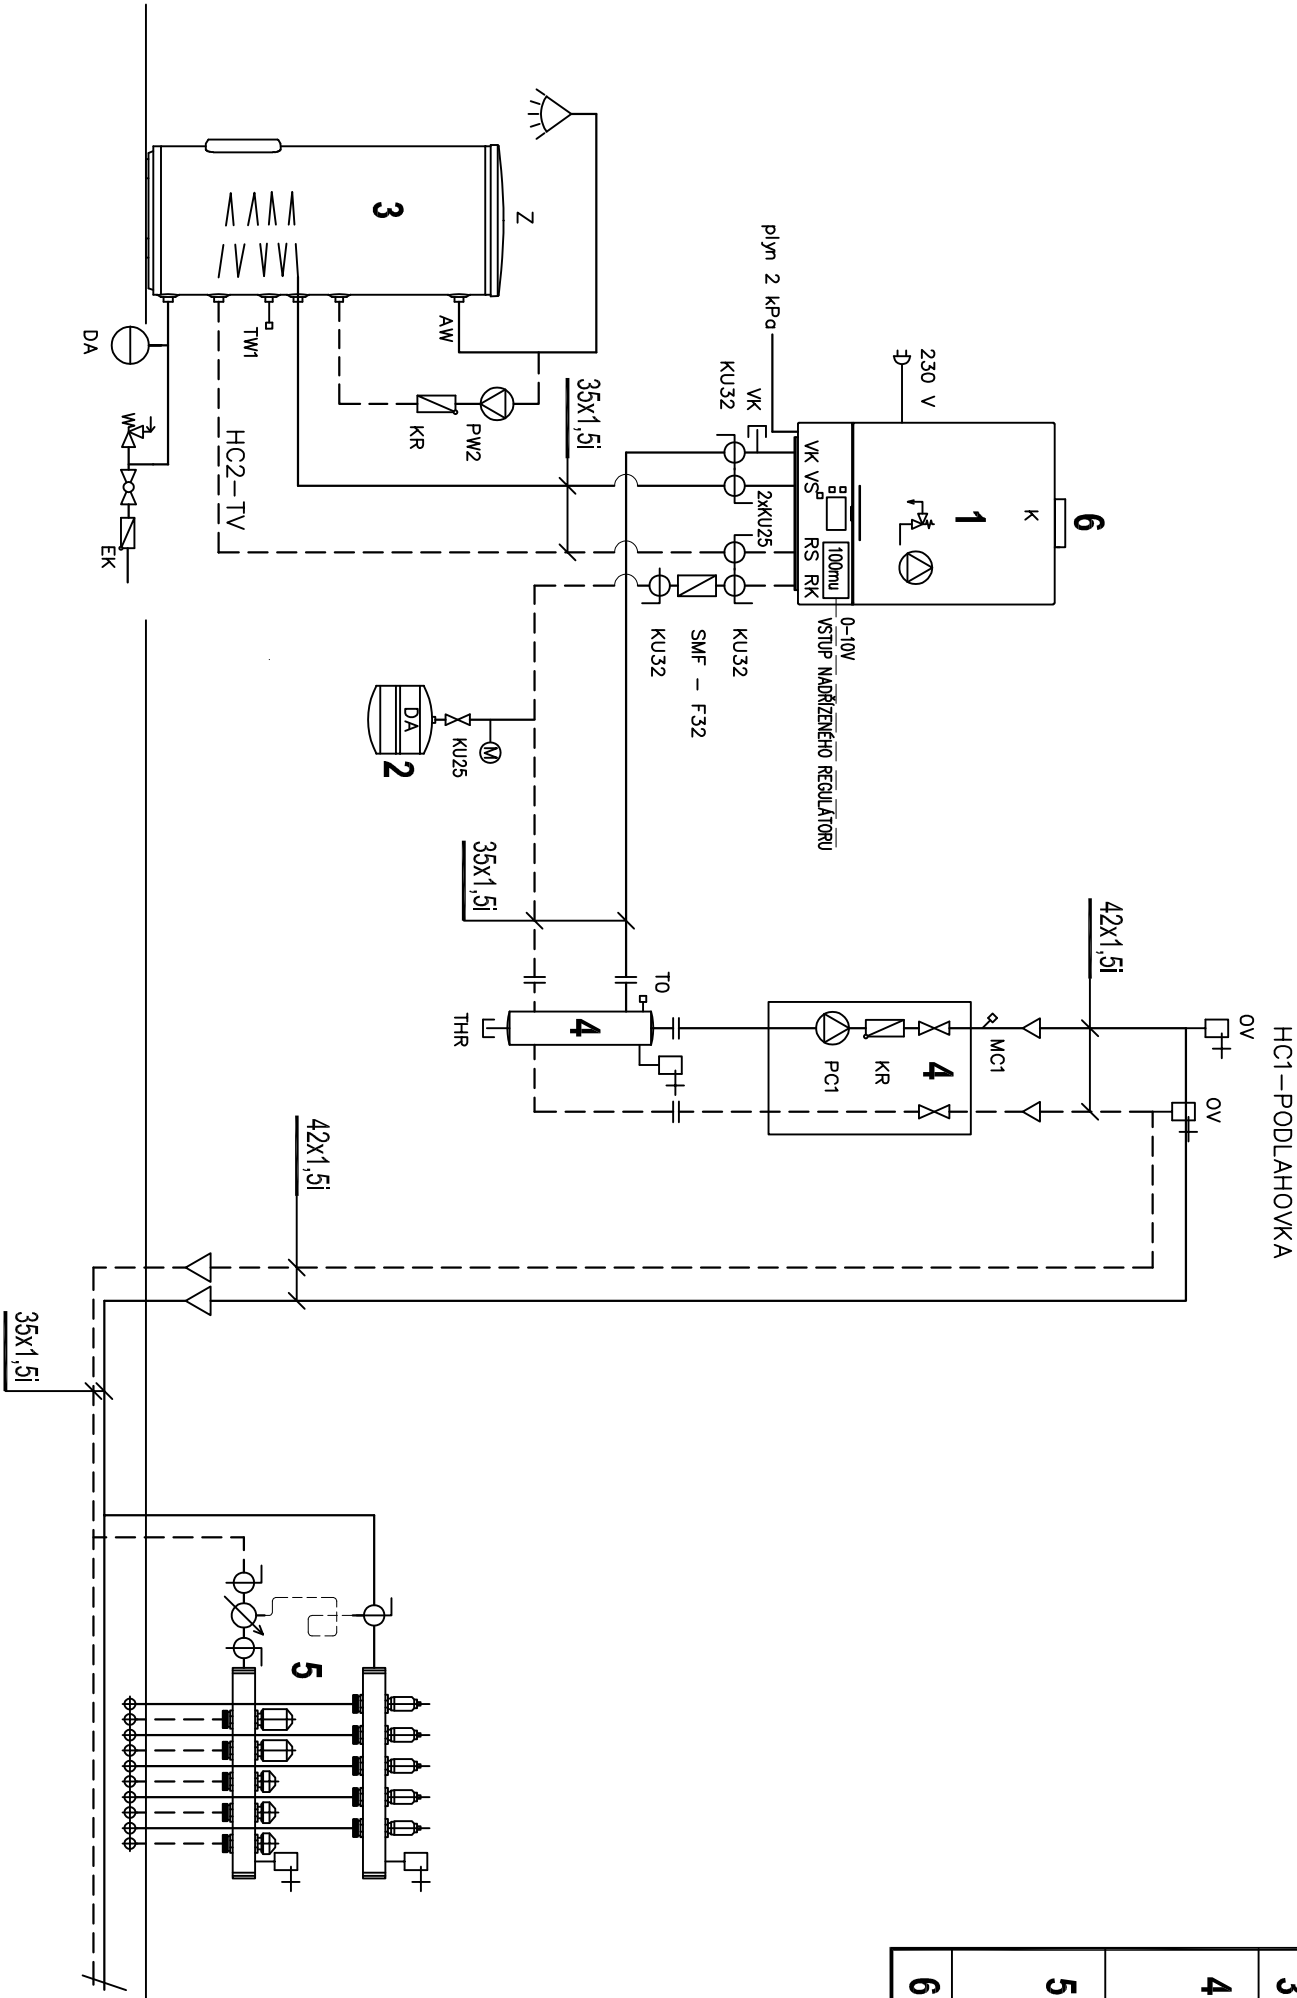 HC1–PODLAHOVKA
OV
OV
42x1,5i
MC1
4
KR
PC1
TO
4
THR
35x1,5i
42x1,5i
35x1,5i
6
K
1
230 V
100mu
VK VS
RS RK
0–10V
VSTUP NADŘÍZENÉHO REGULÁTORU
plyn 2 kPa
VK
KU32
2xKU25
KU32
SMF – F32
KU32
35x1,5i
DA
2
KU25
M
Z
3
AW
PW2
KR
TW1
HC2–TV
DA
EK
5
3
4
5
6